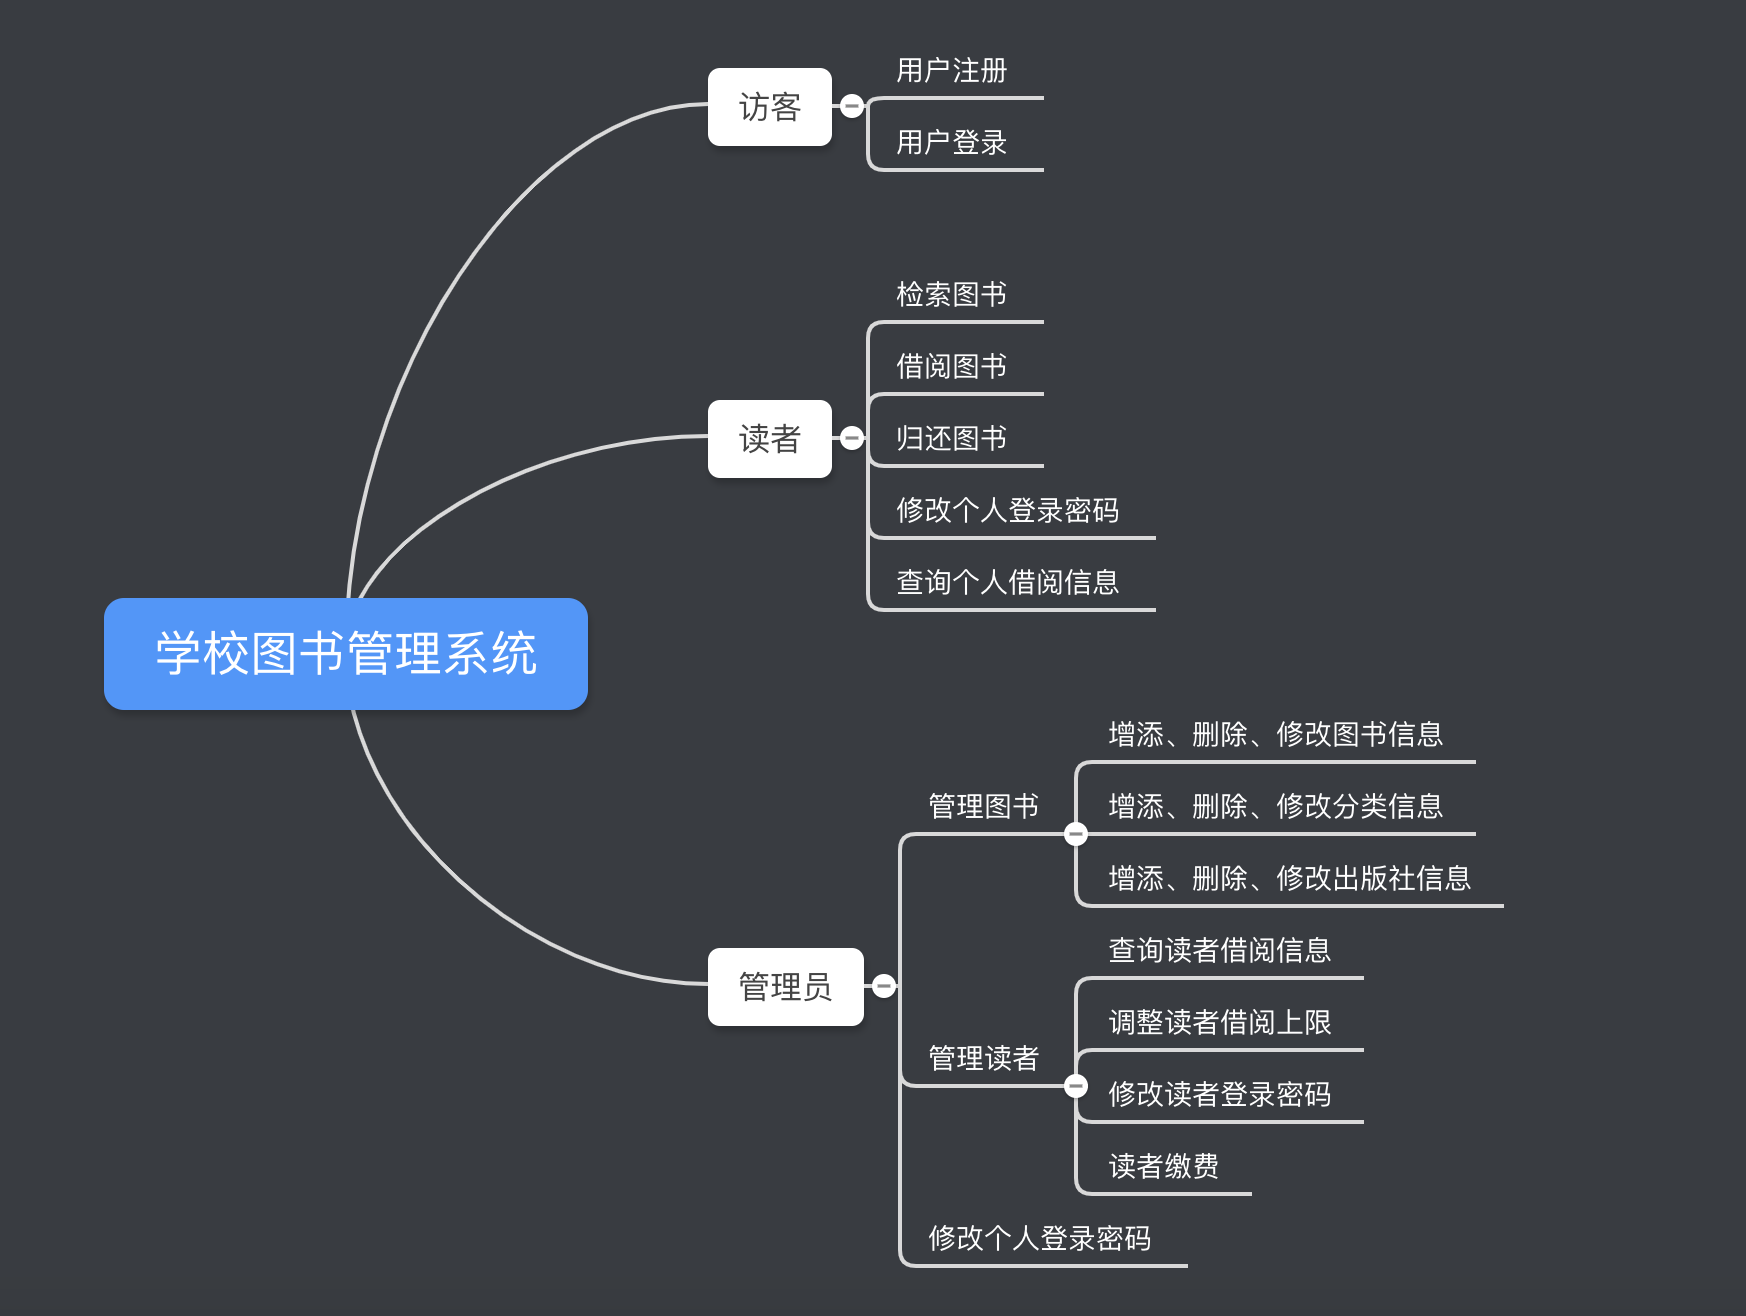 学校图书管理系统
访客
用户注册
用户登录
读者
检索图书
借阅图书
归还图书
修改个人登录密码
查询个人借阅信息
管理员
管理图书
增添、删除、修改图书信息
增添、删除、修改分类信息
增添、删除、修改出版社信息
管理读者
查询读者借阅信息
调整读者借阅上限
修改读者登录密码
读者缴费
修改个人登录密码